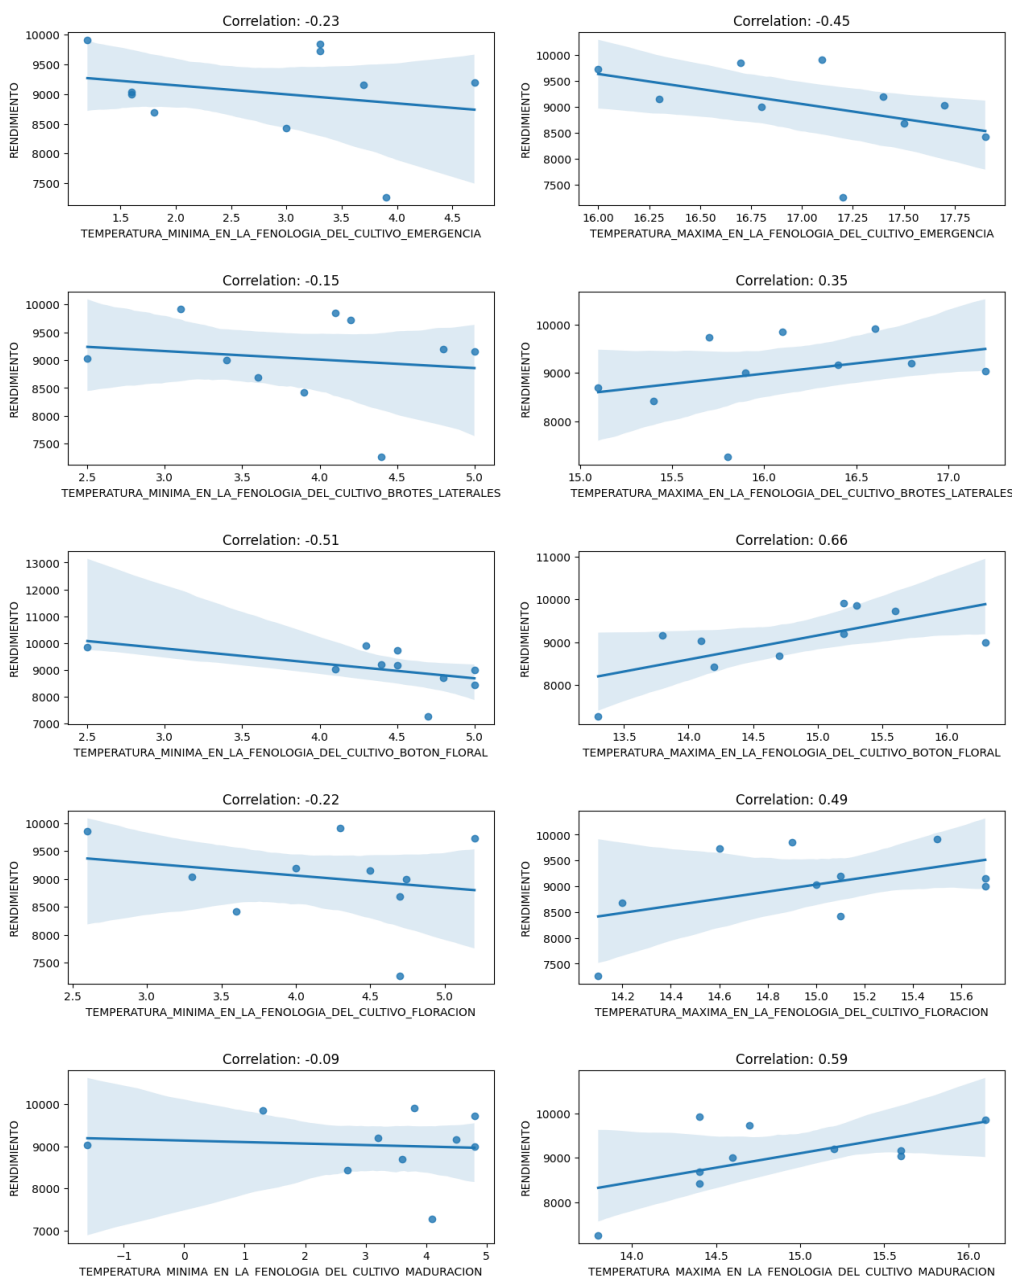 Correlation: -0.23
10000
9500
9000
8500
8000
7500
RENDIMIENTO
1.5 2.0 2.5 3.0 3.5 4.0 4.5
TEMPERATURA_MINIMA_EN_LA_FENOLOGIA_DEL_CULTIVO_EMERGENCIA
Correlation: -0.45
10000
9500
9000
8500
8000
7500
RENDIMIENTO
16.00 16.25 16.50 16.75 17.00 17.25 17.50 17.75
TEMPERATURA_MAXIMA_EN_LA_FENOLOGIA_DEL_CULTIVO_EMERGENCIA
Correlation: -0.15
10000
9500
9000
8500
8000
7500
RENDIMIENTO
2.5 3.0 3.5 4.0 4.5 5.0
TEMPERATURA_MINIMA_EN_LA_FENOLOGIA_DEL_CULTIVO_BROTES_LATERALES
Correlation: 0.35
10000
9000
8000
RENDIMIENTO
15.0 15.5 16.0 16.5 17.0
TEMPERATURA_MAXIMA_EN_LA_FENOLOGIA_DEL_CULTIVO_BROTES_LATERALES
Correlation: -0.51
13000
12000
11000
10000
9000
8000
7000
RENDIMIENTO
2.5 3.0 3.5 4.0 4.5 5.0
TEMPERATURA_MINIMA_EN_LA_FENOLOGIA_DEL_CULTIVO_BOTON_FLORAL
Correlation: 0.66
11000
10000
9000
8000
RENDIMIENTO
13.5 14.0 14.5 15.0 15.5 16.0
TEMPERATURA_MAXIMA_EN_LA_FENOLOGIA_DEL_CULTIVO_BOTON_FLORAL
Correlation: -0.22
10000
9500
9000
8500
8000
7500
RENDIMIENTO
2.5 3.0 3.5 4.0 4.5 5.0
TEMPERATURA_MINIMA_EN_LA_FENOLOGIA_DEL_CULTIVO_FLORACION
Correlation: 0.49
10000
9500
9000
8500
8000
7500
RENDIMIENTO
14.2 14.4 14.6 14.8 15.0 15.2 15.4 15.6
TEMPERATURA_MAXIMA_EN_LA_FENOLOGIA_DEL_CULTIVO_FLORACION
Correlation: -0.09
10000
9000
8000
7000
RENDIMIENTO
−1 0 1 2 3 4 5
TEMPERATURA_MINIMA_EN_LA_FENOLOGIA_DEL_CULTIVO_MADURACION
Correlation: 0.59
10000
9000
8000
RENDIMIENTO
14.0 14.5 15.0 15.5 16.0
TEMPERATURA_MAXIMA_EN_LA_FENOLOGIA_DEL_CULTIVO_MADURACION